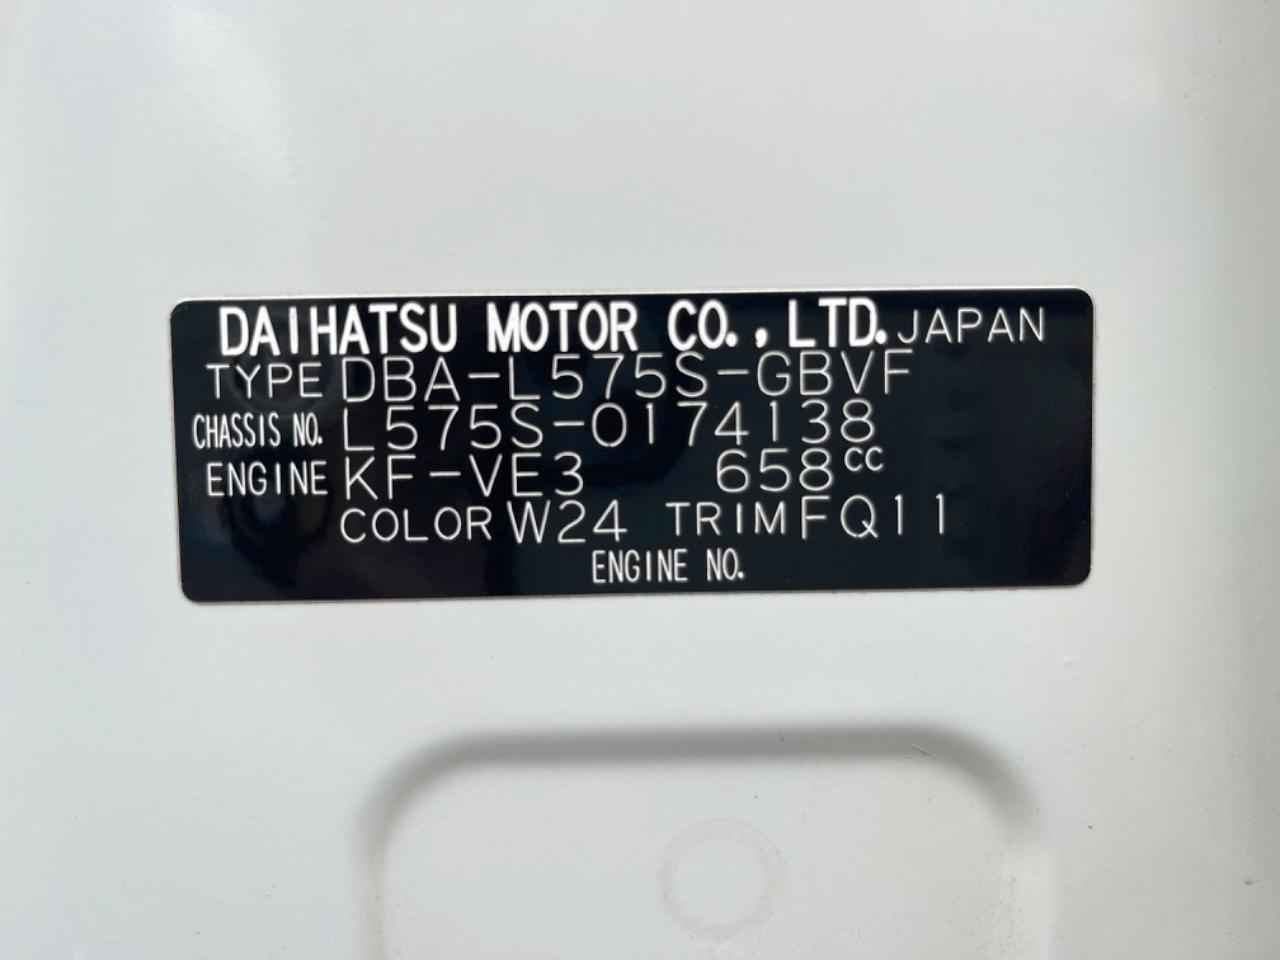 DAIHATSU MOTOR CO., LTD. JAPAN
TYPE DBA-L575S-GBVF
CHASSIS NO. L575S-0174138
ENGINE KF-VE3 658CC
COLOR W24 TRIM FQ11
ENGINE NO.